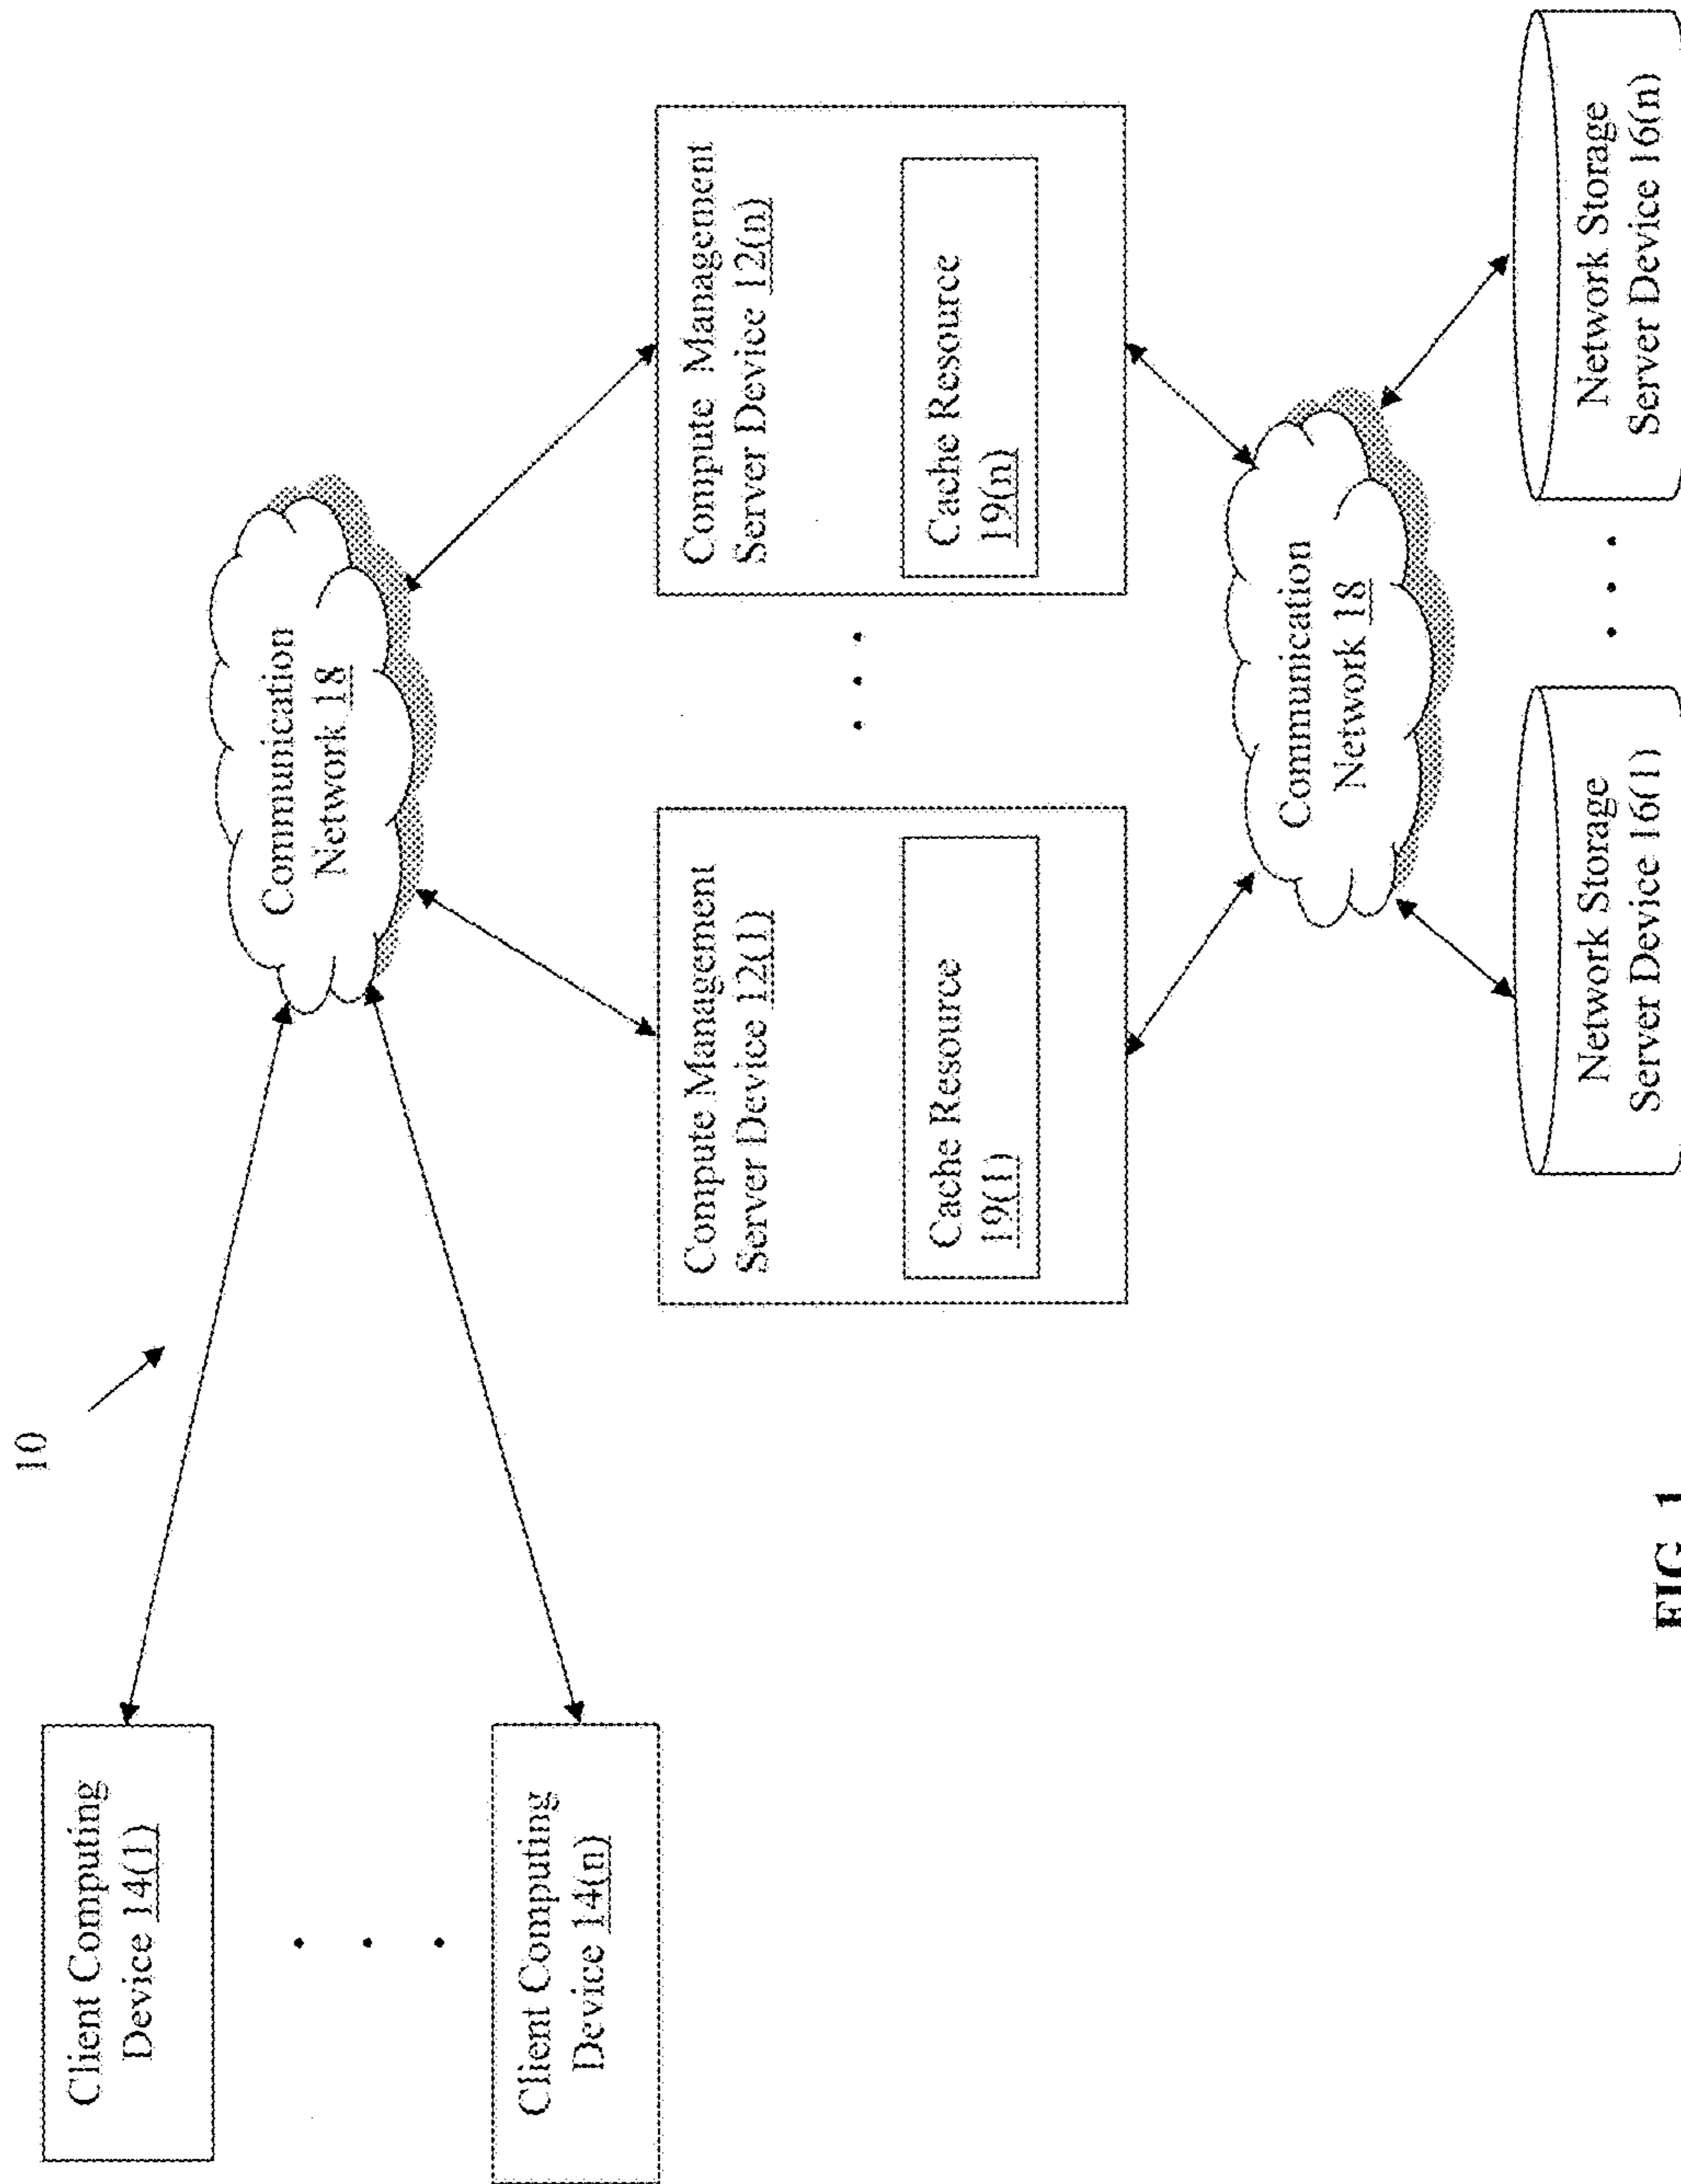 10
Client Computing
Device 14(1)
Client Computing
Device 14(n)
Communication
Network 18
Compute Management
Server Device 12(1)
Cache Resource
19(1)
Compute Management
Server Device 12(n)
Cache Resource
19(n)
Communication
Network 18
Network Storage
Server Device 16(1)
Network Storage
Server Device 16(n)
FIG. 1